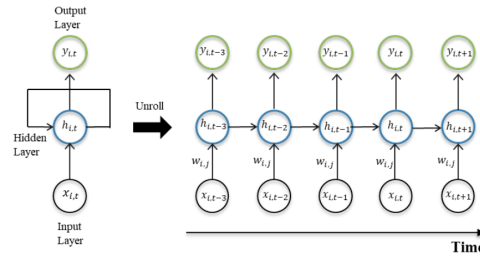 Output
Layer
y_{i,t}
Hidden
Layer
h_{i,t}
x_{i,t}
Input
Layer
Unroll
y_{i,t-3} y_{i,t-2} y_{i,t-1} y_{i,t} y_{i,t+1}
h_{i,t-3} h_{i,t-2} h_{i,t-1} h_{i,t} h_{i,t+1}
w_{i,j} w_{i,j} w_{i,j} w_{i,j} w_{i,j}
x_{i,t-3} x_{i,t-2} x_{i,t-1} x_{i,t} x_{i,t+1}
Time